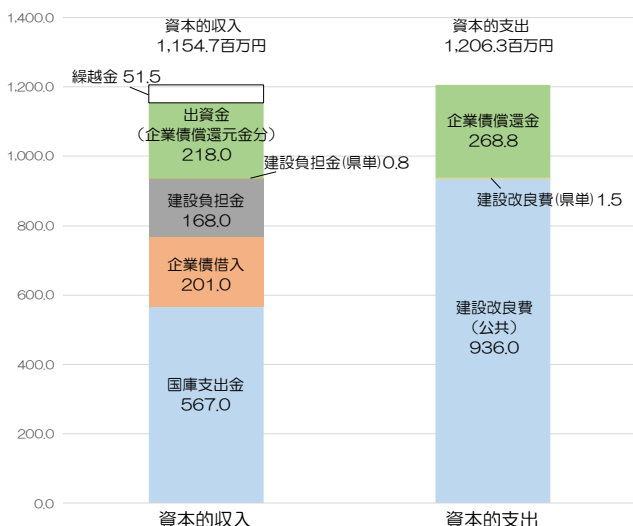 1,400.0
1,200.0
1,000.0
800.0
600.0
400.0
200.0
0.0
資本的収入
1,154.7百万円
繰越金 51.5
出資金
（企業債償還元金分）
218.0
建設負担金(県単)0.8
建設負担金
168.0
企業債借入
201.0
国庫支出金
567.0
資本的収入
資本的支出
1,206.3百万円
企業債償還金
268.8
建設改良費(県単) 1.5
建設改良費
（公共）
936.0
資本的支出